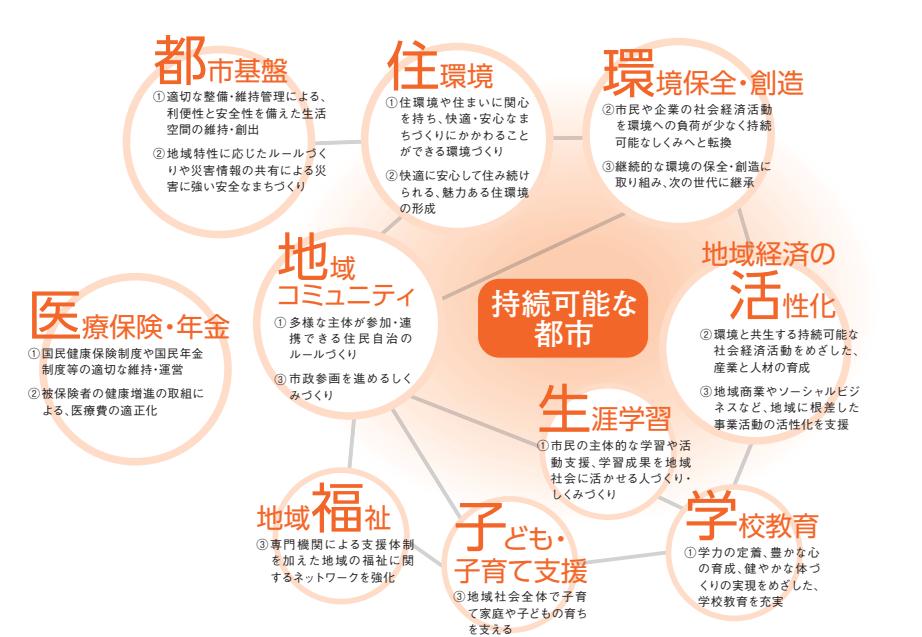 都市基盤
①適切な整備・維持管理による、
利便性と安全性を備えた生活
空間の維持・創出
②地域特性に応じたルールづく
りや災害情報の共有による災
害に強い安全なまちづくり
住環境
①住環境や住まいに関心
を持ち、快適・安心なま
ちづくりにかかわること
ができる環境づくり
②快適に安心して住み続け
られる、魅力ある住環境
の形成
環境保全・創造
②市民や企業の社会経済活動
を環境への負荷が少なく持続
可能なしくみへと転換
③継続的な環境の保全・創造に
取り組み、次の世代に継承
地域
コミュニティ
①多様な主体が参加・連
携できる住民自治の
ルールづくり
③市政参画を進めるしく
みづくり
持続可能な
都市
地域経済の
活性化
②環境と共生する持続可能な
社会経済活動をめざした、
産業と人材の育成
③地域商業やソーシャルビジ
ネスなど、地域に根差した
事業活動の活性化を支援
医療保険・年金
①国民健康保険制度や国民年金
制度等の適切な維持・運営
②被保険者の健康増進の取組に
よる、医療費の適正化
生涯学習
①市民の主体的な学習や活
動支援、学習成果を地域
社会に活かせる人づくり・
しくみづくり
地域福祉
③専門機関による支援体制
を加えた地域の福祉に関
するネットワークを強化
子ども・
子育て支援
③地域社会全体で子育
て家庭や子どもの育ち
を支える
学校教育
①学力の定着、豊かな心
の育成、健やかな体づ
くりの実現をめざした、
学校教育を充実